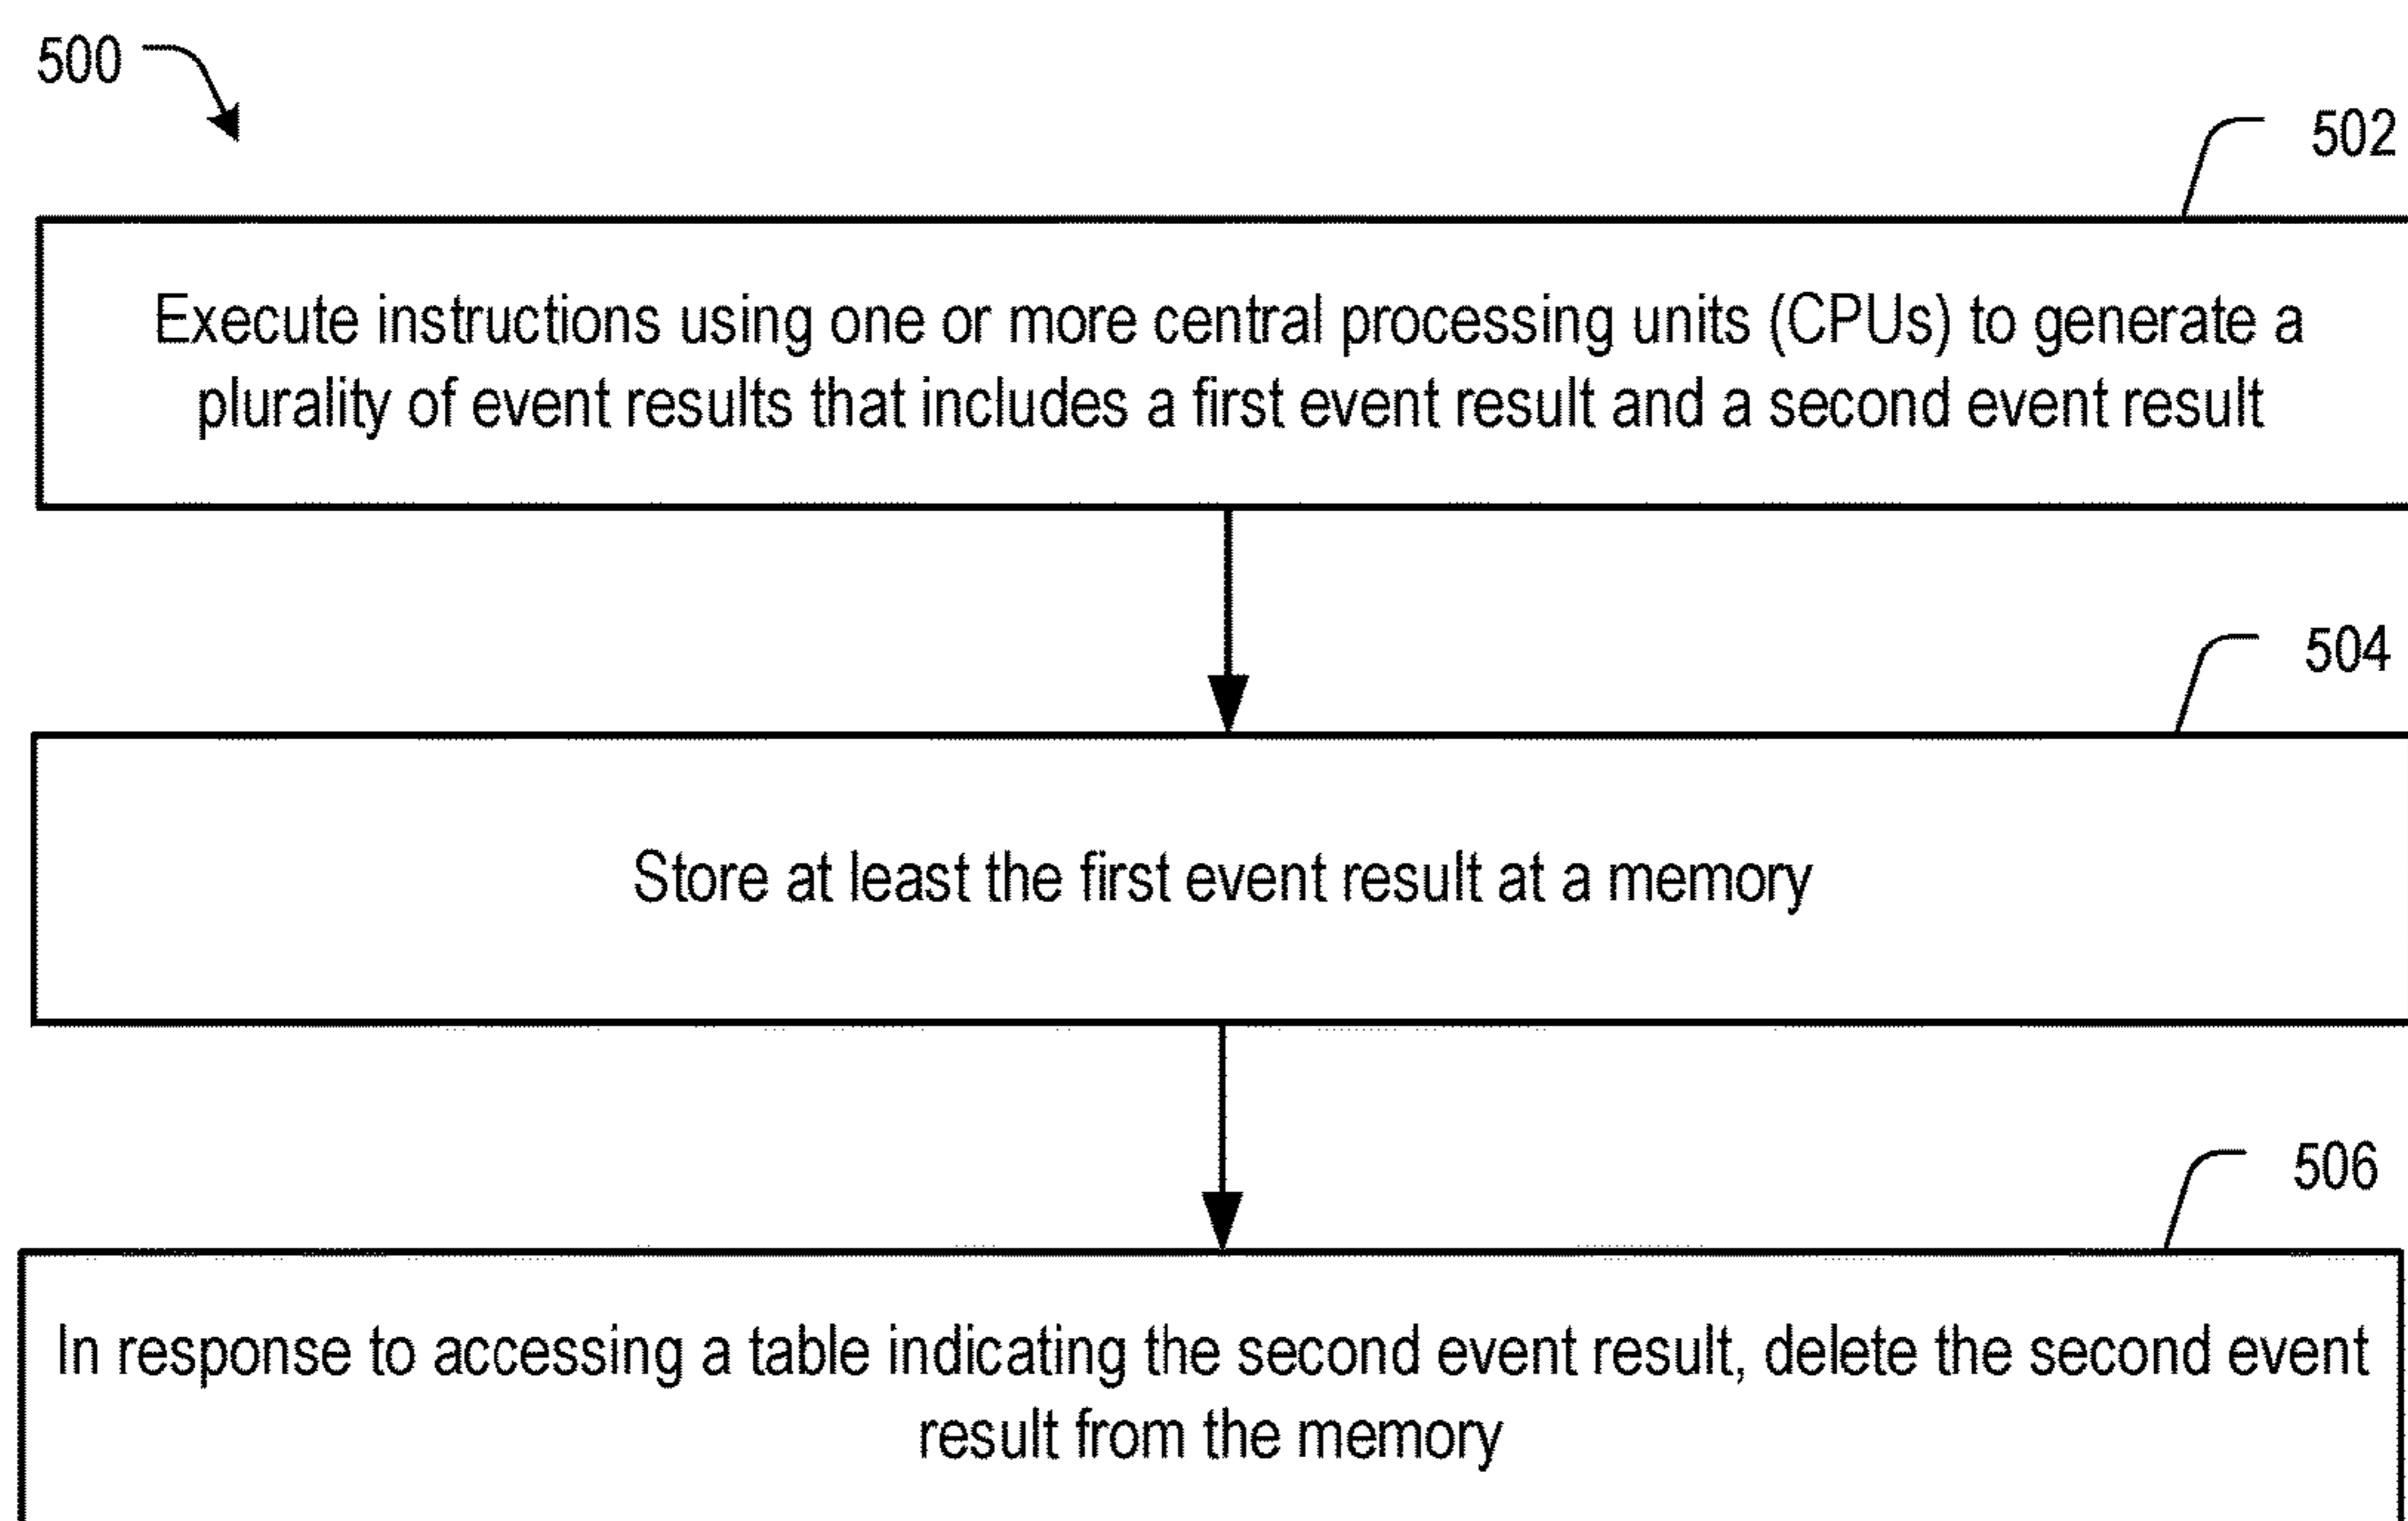 500
502
Execute instructions using one or more central processing units (CPUs) to generate a
plurality of event results that includes a first event result and a second event result
504
Store at least the first event result at a memory
506
In response to accessing a table indicating the second event result, delete the second event
result from the memory